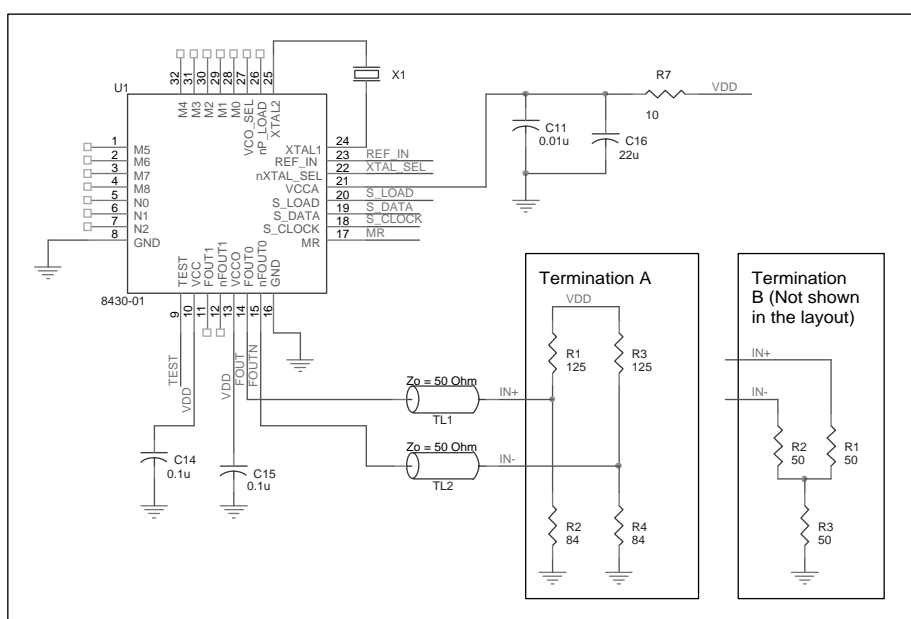 U1
32
31
30
29
28
27
26
25
M4
M3
M2
M1
M0
VCO_SEL
nP_LOAD
XTAL2
X1
R7
VDD
10
C11
0.01u
C16
22u
1 M5
2 M6
3 M7
4 M8
5 N0
6 N1
7 N2
8 GND
XTAL1 24
REF_IN 23 REF_IN
nXTAL_SEL 22 XTAL_SEL
VCCA 21
S_LOAD 20 S_LOAD
S_DATA 19 S_DATA
S_CLOCK 18 S_CLOCK
MR 17 MR
TEST
VCC
FOUT1
nFOUT1
VCCO
FOUT0
nFOUT0
GND
8430-01
9
10
11
12
13
14
15
16
TEST
VDD
VDD
FOUT
FOUTN
C14
0.1u
C15
0.1u
Zo = 50 Ohm
TL1
IN+
Zo = 50 Ohm
TL2
IN-
Termination A
VDD
R1
125
R3
125
R2
84
R4
84
Termination
B (Not shown
in the layout)
IN+
IN-
R2
50
R1
50
R3
50